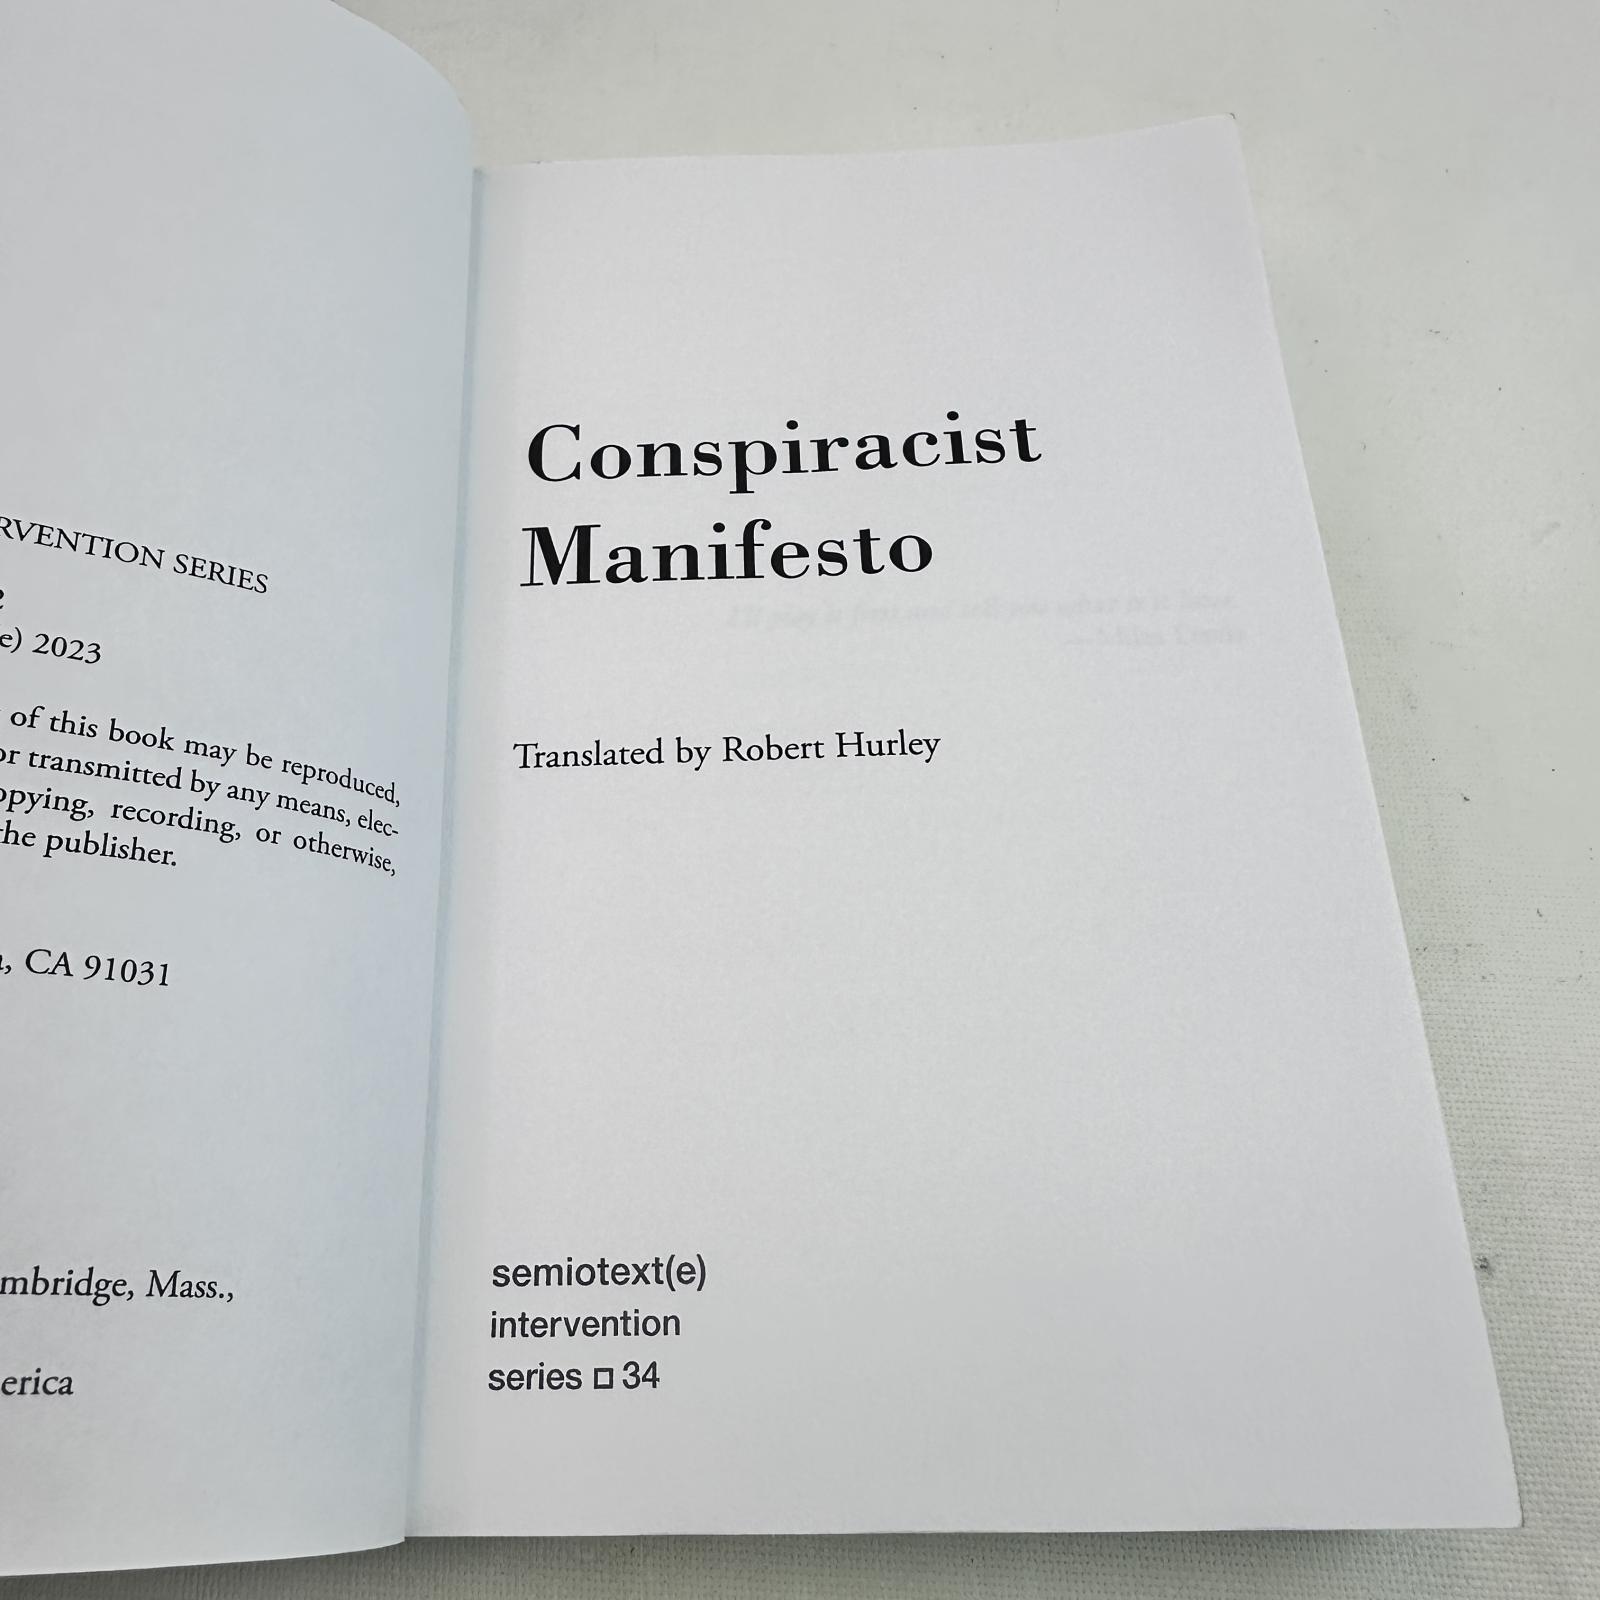 RVENTION SERIES
e) 2023
of this book may be reproduced,
or transmitted by any means, elec-
opying, recording, or otherwise,
the publisher.
, CA 91031
mbridge, Mass.,
erica
Conspiracist
Manifesto
Translated by Robert Hurley
semiotext(e)
intervention
series □ 34